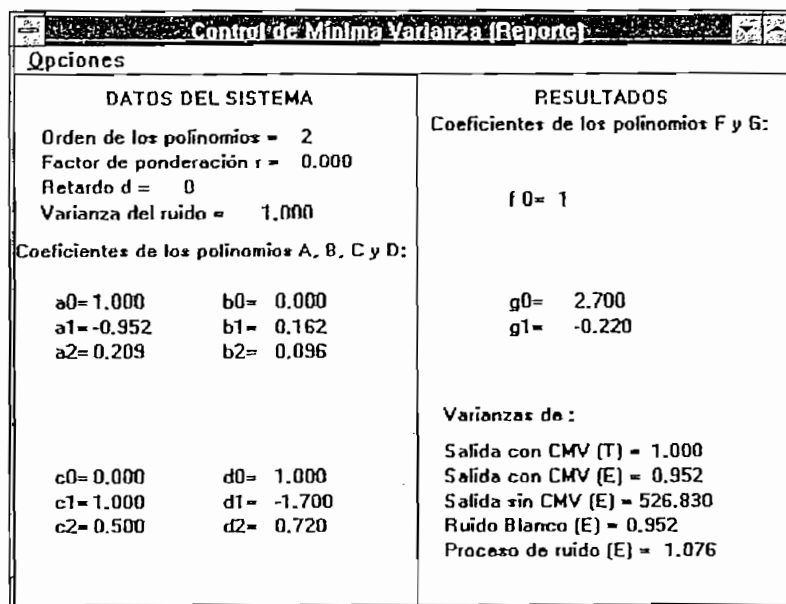 Control de Mínima Varianza (Reporte)
Opciones
DATOS DEL SISTEMA
Orden de los polinomios = 2
Factor de ponderación r = 0.000
Retardo d = 0
Varianza del ruido = 1.000
Coeficientes de los polinomios A, B, C y D:
a0= 1.000 b0= 0.000
a1= -0.952 b1= 0.162
a2= 0.209 b2= 0.096
c0= 0.000 d0= 1.000
c1= 1.000 d1= -1.700
c2= 0.500 d2= 0.720
RESULTADOS
Coeficientes de los polinomios F y G:
f 0= 1
g0= 2.700
g1= -0.220
Varianzas de :
Salida con CMV (T) = 1.000
Salida con CMV (E) = 0.952
Salida sin CMV (E) = 526.830
Ruido Blanco (E) = 0.952
Proceso de ruido (E) = 1.076